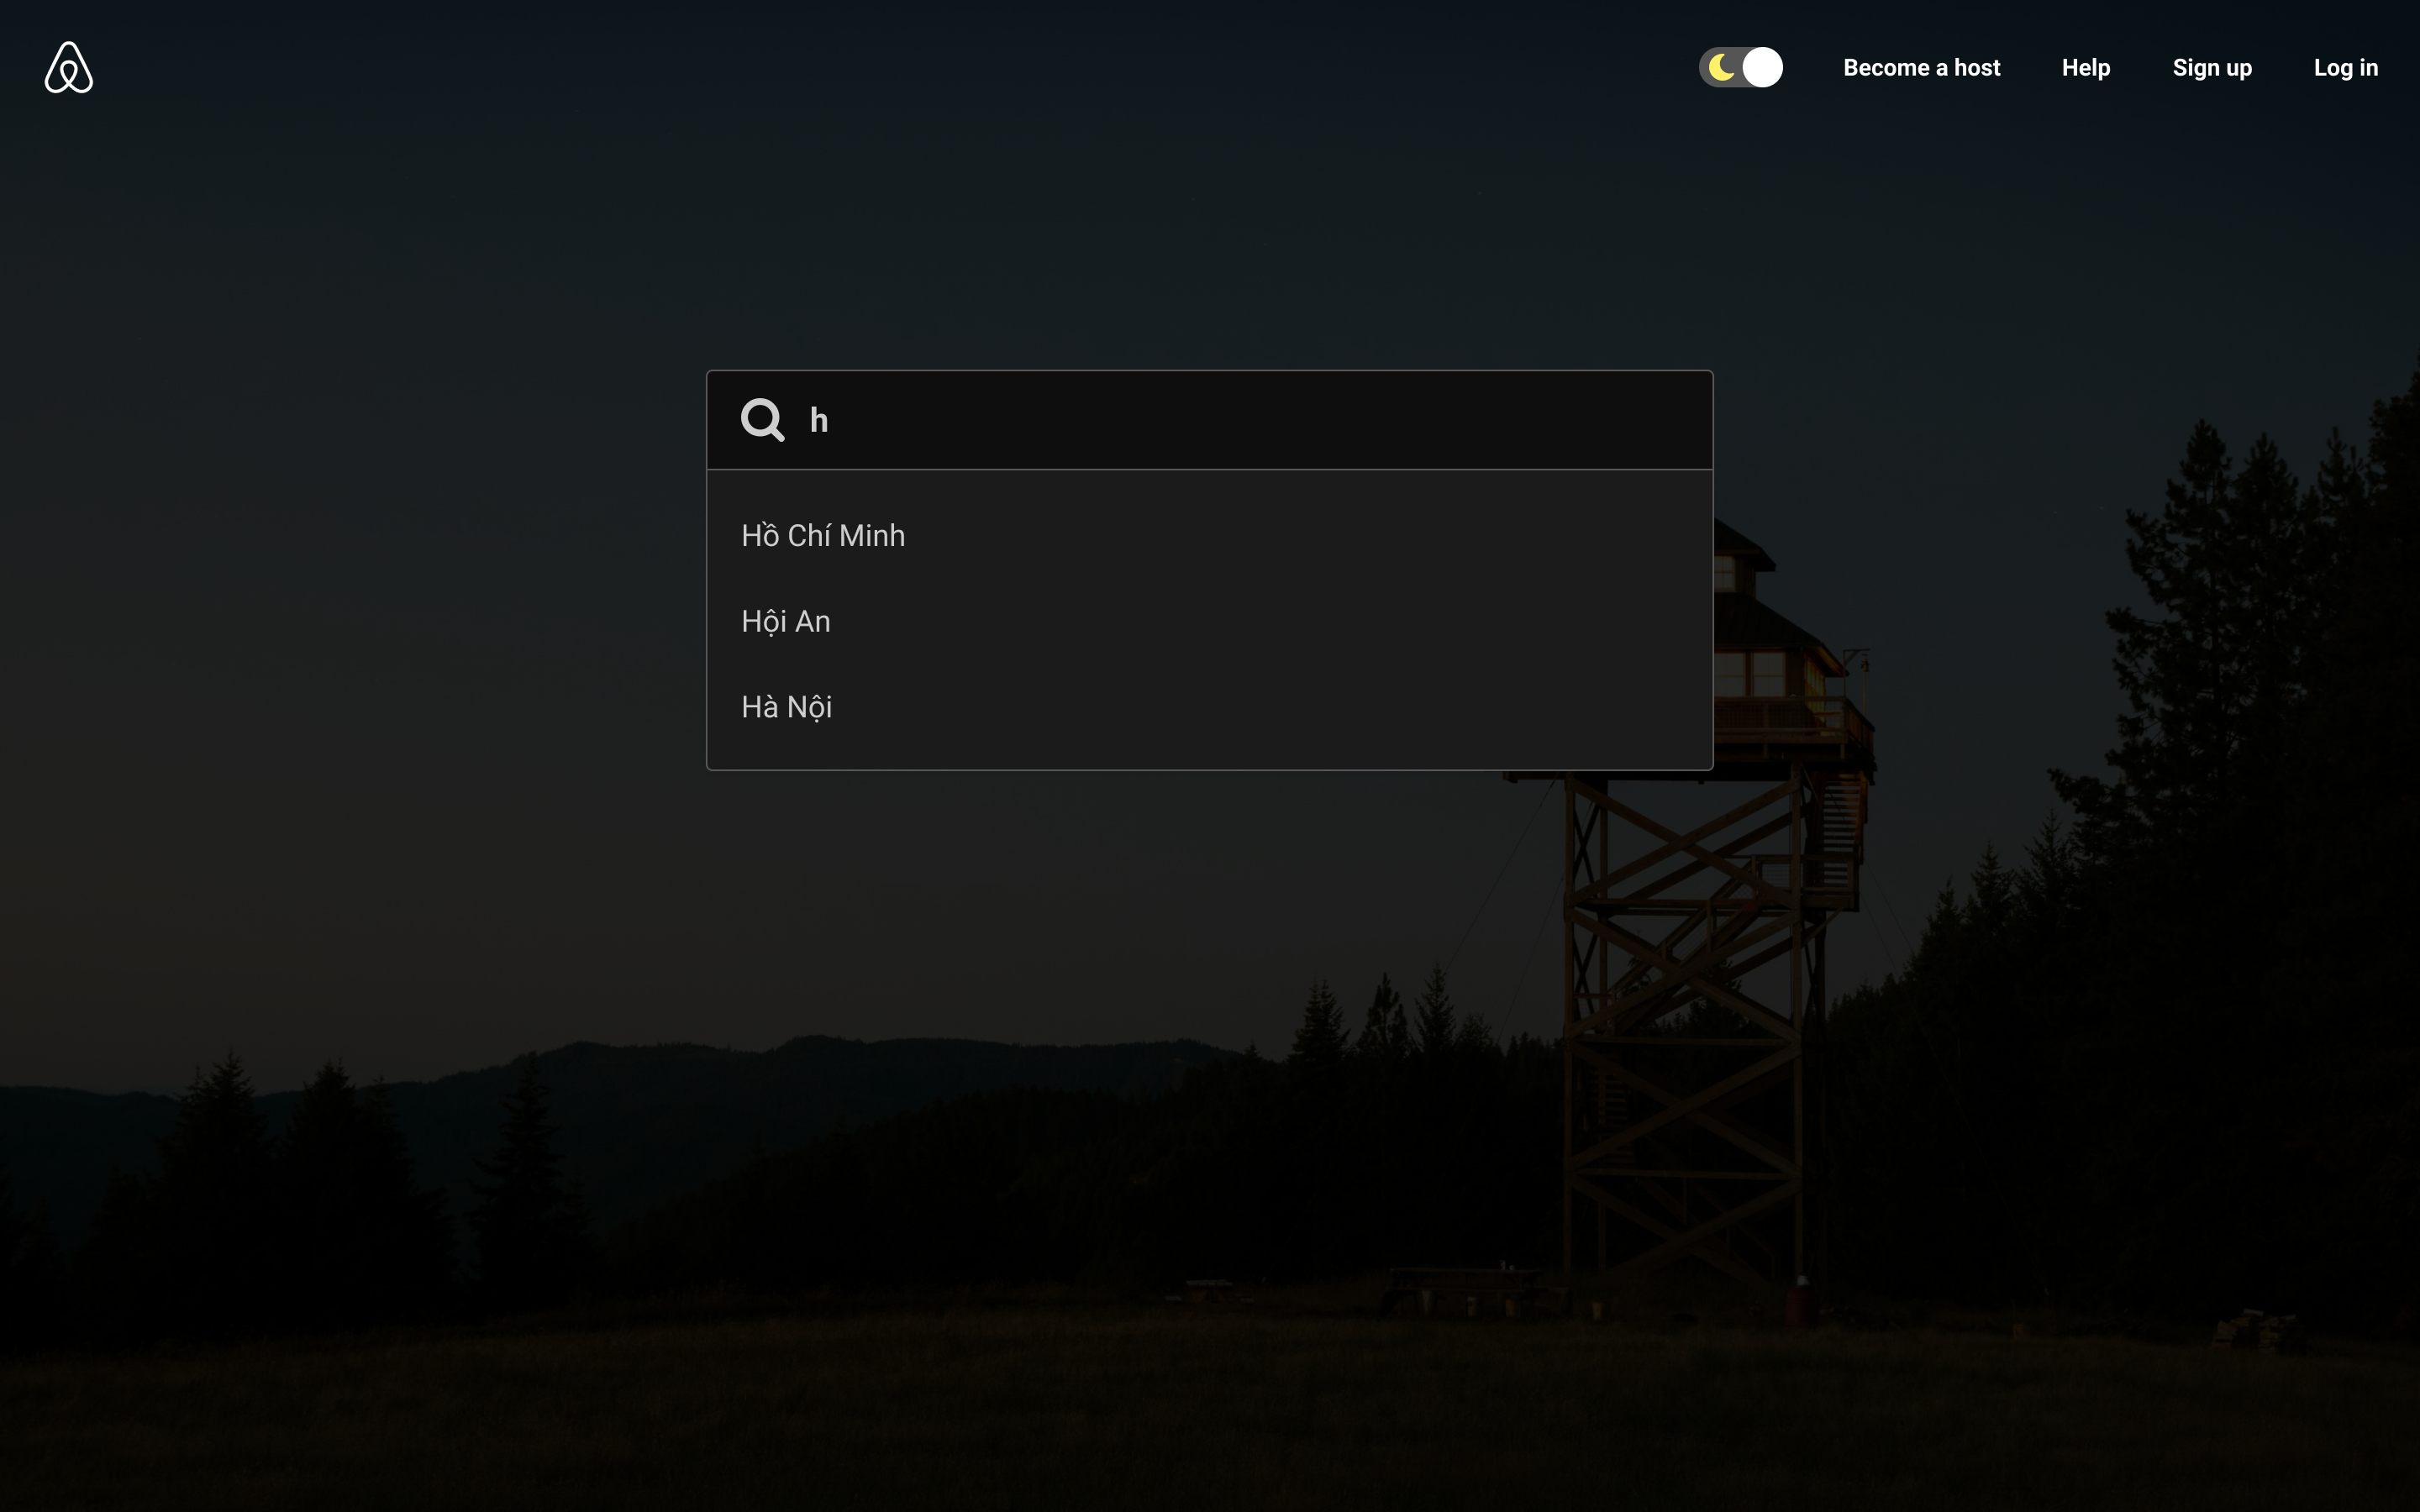 Become a host
Help
Sign up
Log in
h
Hồ Chí Minh
Hội An
Hà Nội